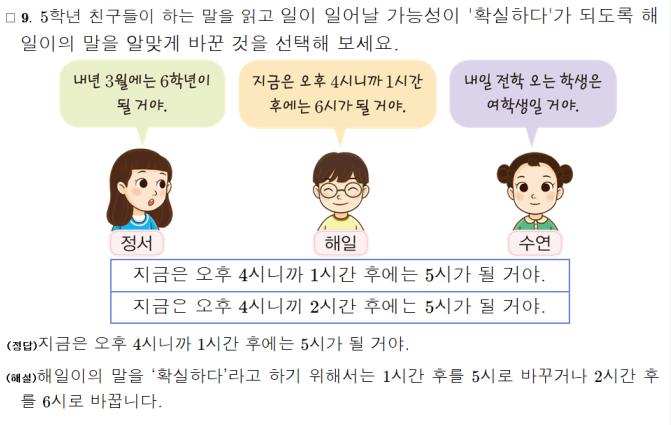 □ 9. 5학년 친구들이 하는 말을 읽고 일이 일어날 가능성이 '확실하다'가 되도록 해
일이의 말을 알맞게 바꾼 것을 선택해 보세요.
내년 3월에는 6학년이
될 거야.
지금은 오후 4시니까 1시간
후에는 6시가 될 거야.
내일 전학 오는 학생은
여학생일 거야.
정서
해일
수연
지금은 오후 4시니까 1시간 후에는 5시가 될 거야.
지금은 오후 4시니끼 2시간 후에는 5시가 될 거야.
(정답)지금은 오후 4시니까 1시간 후에는 5시가 될 거야.
(해설)해일이의 말을 ‘확실하다’라고 하기 위해서는 1시간 후를 5시로 바꾸거나 2시간 후
를 6시로 바꿉니다.